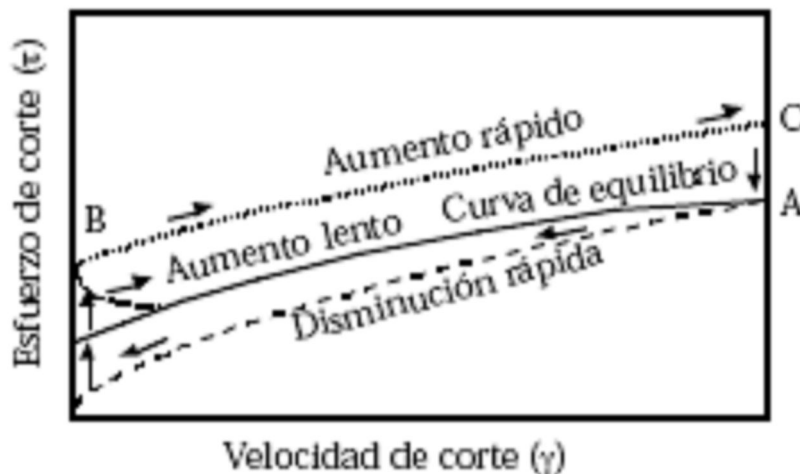 Esfuerzo de corte (τ)
B
Aumento rápido
C
Curva de equilibrio
A
Aumento lento
Disminución rápida
Velocidad de corte (γ)